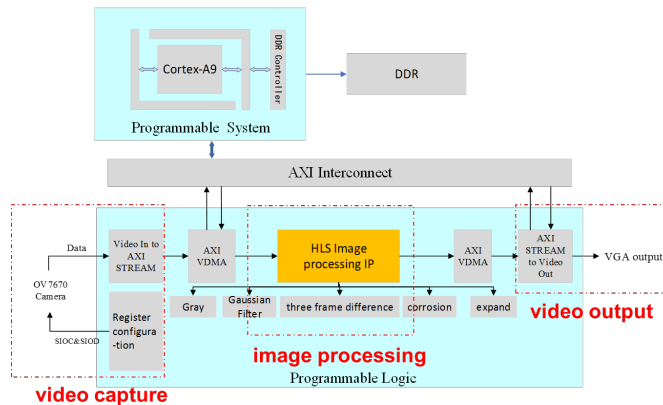 Cortex-A9
DDR Controller
DDR
Programmable System
AXI Interconnect
Data
Video In to
AXI
STREAM
AXI
VDMA
HLS Image
processing IP
AXI
VDMA
AXI
STREAM
to Video
Out
VGA output
OV7670
Camera
Register
configura
-tion
SIOC&SIOD
Gray
Gaussian
Filter
three frame difference
corrosion
expand
video capture
image processing
video output
Programmable Logic